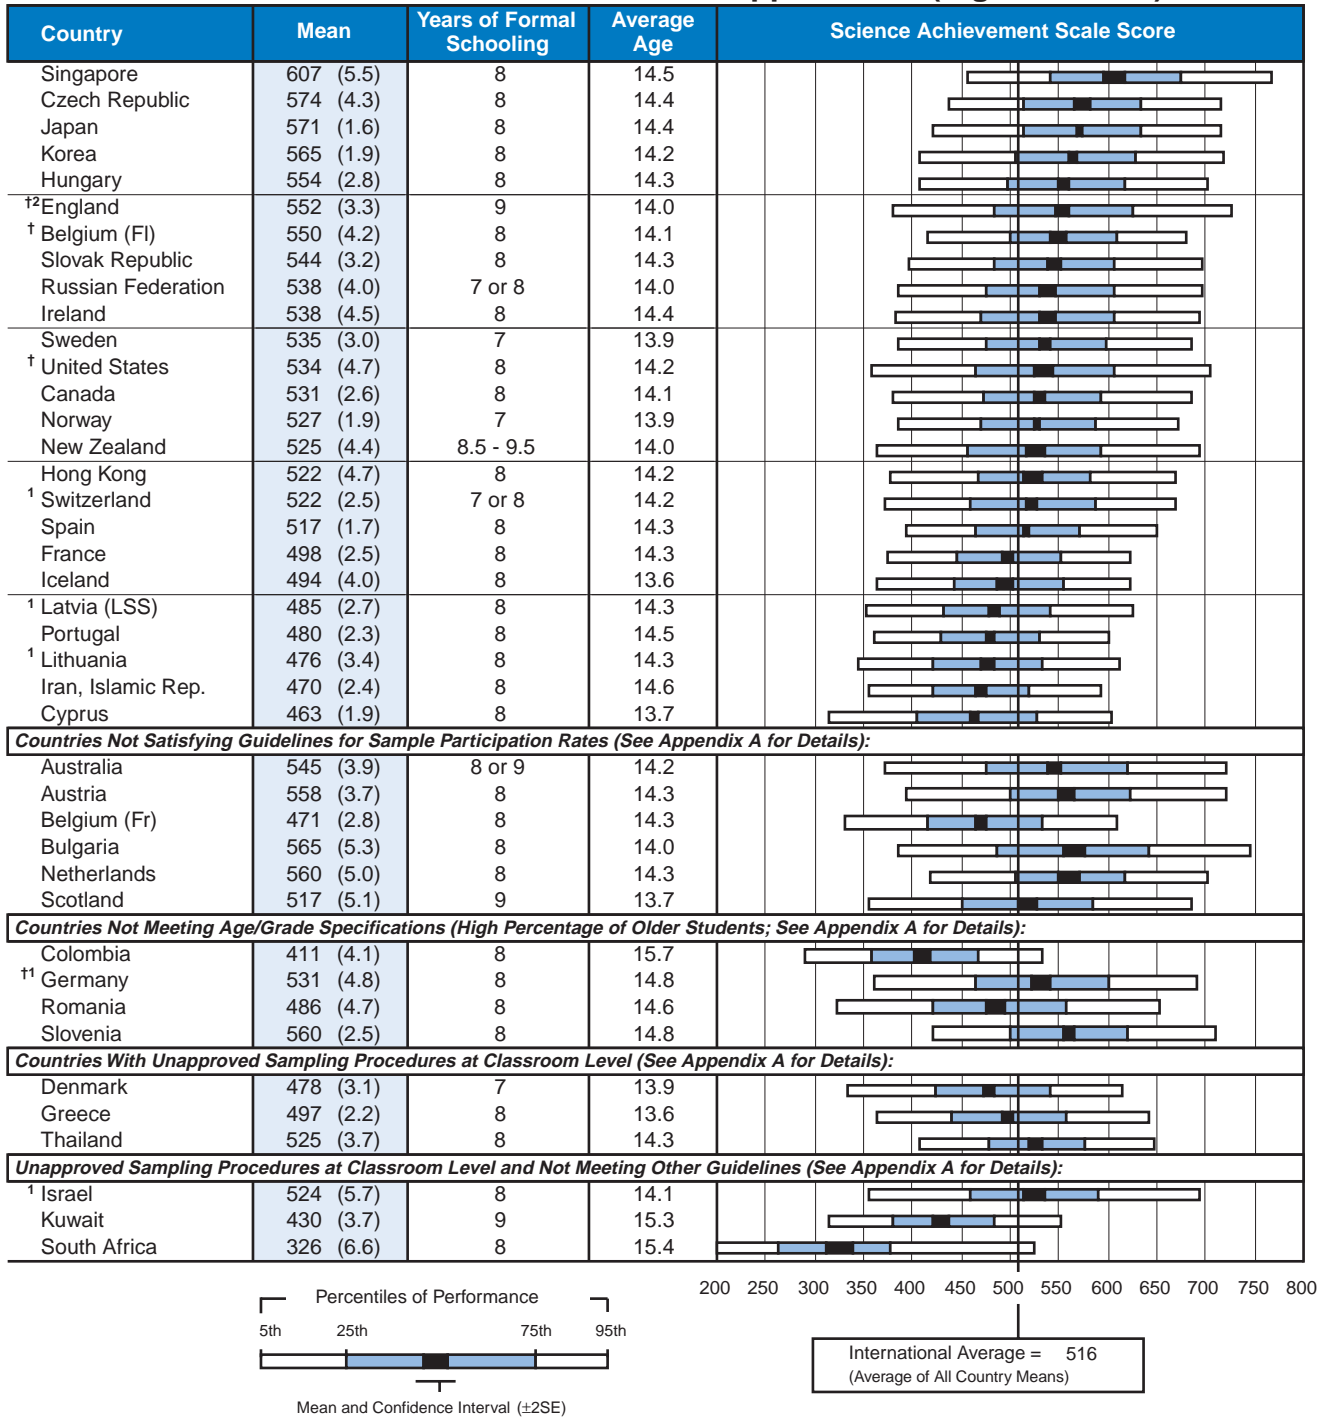 Country Mean Years of Formal Schooling Average Age Science Achievement Scale Score
Singapore 607 (5.5) 8 14.5
Czech Republic 574 (4.3) 8 14.4
Japan 571 (1.6) 8 14.4
Korea 565 (1.9) 8 14.2
Hungary 554 (2.8) 8 14.3
†2 England 552 (3.3) 9 14.0
† Belgium (Fl) 550 (4.2) 8 14.1
Slovak Republic 544 (3.2) 8 14.3
Russian Federation 538 (4.0) 7 or 8 14.0
Ireland 538 (4.5) 8 14.4
Sweden 535 (3.0) 7 13.9
† United States 534 (4.7) 8 14.2
Canada 531 (2.6) 8 14.1
Norway 527 (1.9) 7 13.9
New Zealand 525 (4.4) 8.5 - 9.5 14.0
Hong Kong 522 (4.7) 8 14.2
1 Switzerland 522 (2.5) 7 or 8 14.2
Spain 517 (1.7) 8 14.3
France 498 (2.5) 8 14.3
Iceland 494 (4.0) 8 13.6
1 Latvia (LSS) 485 (2.7) 8 14.3
Portugal 480 (2.3) 8 14.5
1 Lithuania 476 (3.4) 8 14.3
Iran, Islamic Rep. 470 (2.4) 8 14.6
Cyprus 463 (1.9) 8 13.7
Countries Not Satisfying Guidelines for Sample Participation Rates (See Appendix A for Details):
Australia 545 (3.9) 8 or 9 14.2
Austria 558 (3.7) 8 14.3
Belgium (Fr) 471 (2.8) 8 14.3
Bulgaria 565 (5.3) 8 14.0
Netherlands 560 (5.0) 8 14.3
Scotland 517 (5.1) 9 13.7
Countries Not Meeting Age/Grade Specifications (High Percentage of Older Students; See Appendix A for Details):
Colombia 411 (4.1) 8 15.7
†1 Germany 531 (4.8) 8 14.8
Romania 486 (4.7) 8 14.6
Slovenia 560 (2.5) 8 14.8
Countries With Unapproved Sampling Procedures at Classroom Level (See Appendix A for Details):
Denmark 478 (3.1) 7 13.9
Greece 497 (2.2) 8 13.6
Thailand 525 (3.7) 8 14.3
Unapproved Sampling Procedures at Classroom Level and Not Meeting Other Guidelines (See Appendix A for Details):
1 Israel 524 (5.7) 8 14.1
Kuwait 430 (3.7) 9 15.3
South Africa 326 (6.6) 8 15.4
200 250 300 350 400 450 500 550 600 650 700 750 800
Percentiles of Performance
5th 25th 75th 95th
Mean and Confidence Interval (±2SE)
International Average = 516
(Average of All Country Means)